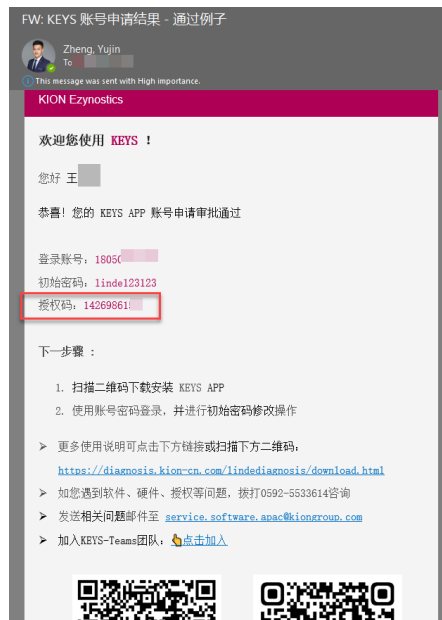 FW: KEYS 账号申请结果 - 通过例子
Zheng, Yujin
To
This message was sent with High importance.
KION Ezynostics
欢迎您使用 KEYS !
您好 王
恭喜! 您的 KEYS APP 账号申请审批通过
登录账号: 1805
初始密码: linde123123
授权码: 14269861
下一步骤 :
1. 扫描二维码下载安装 KEYS APP
2. 使用账号密码登录, 并进行初始密码修改操作
➤ 更多使用说明可点击下方链接或扫描下方二维码:
https://diagnosis.kion-cn.com/lindediagnosis/download.html
➤ 如您遇到软件、硬件、授权等问题, 拨打0592-5533614咨询
➤ 发送相关问题邮件至 service.software.apac@kiongroup.com
➤ 加入KEYS-Teams团队: 👆点击加入